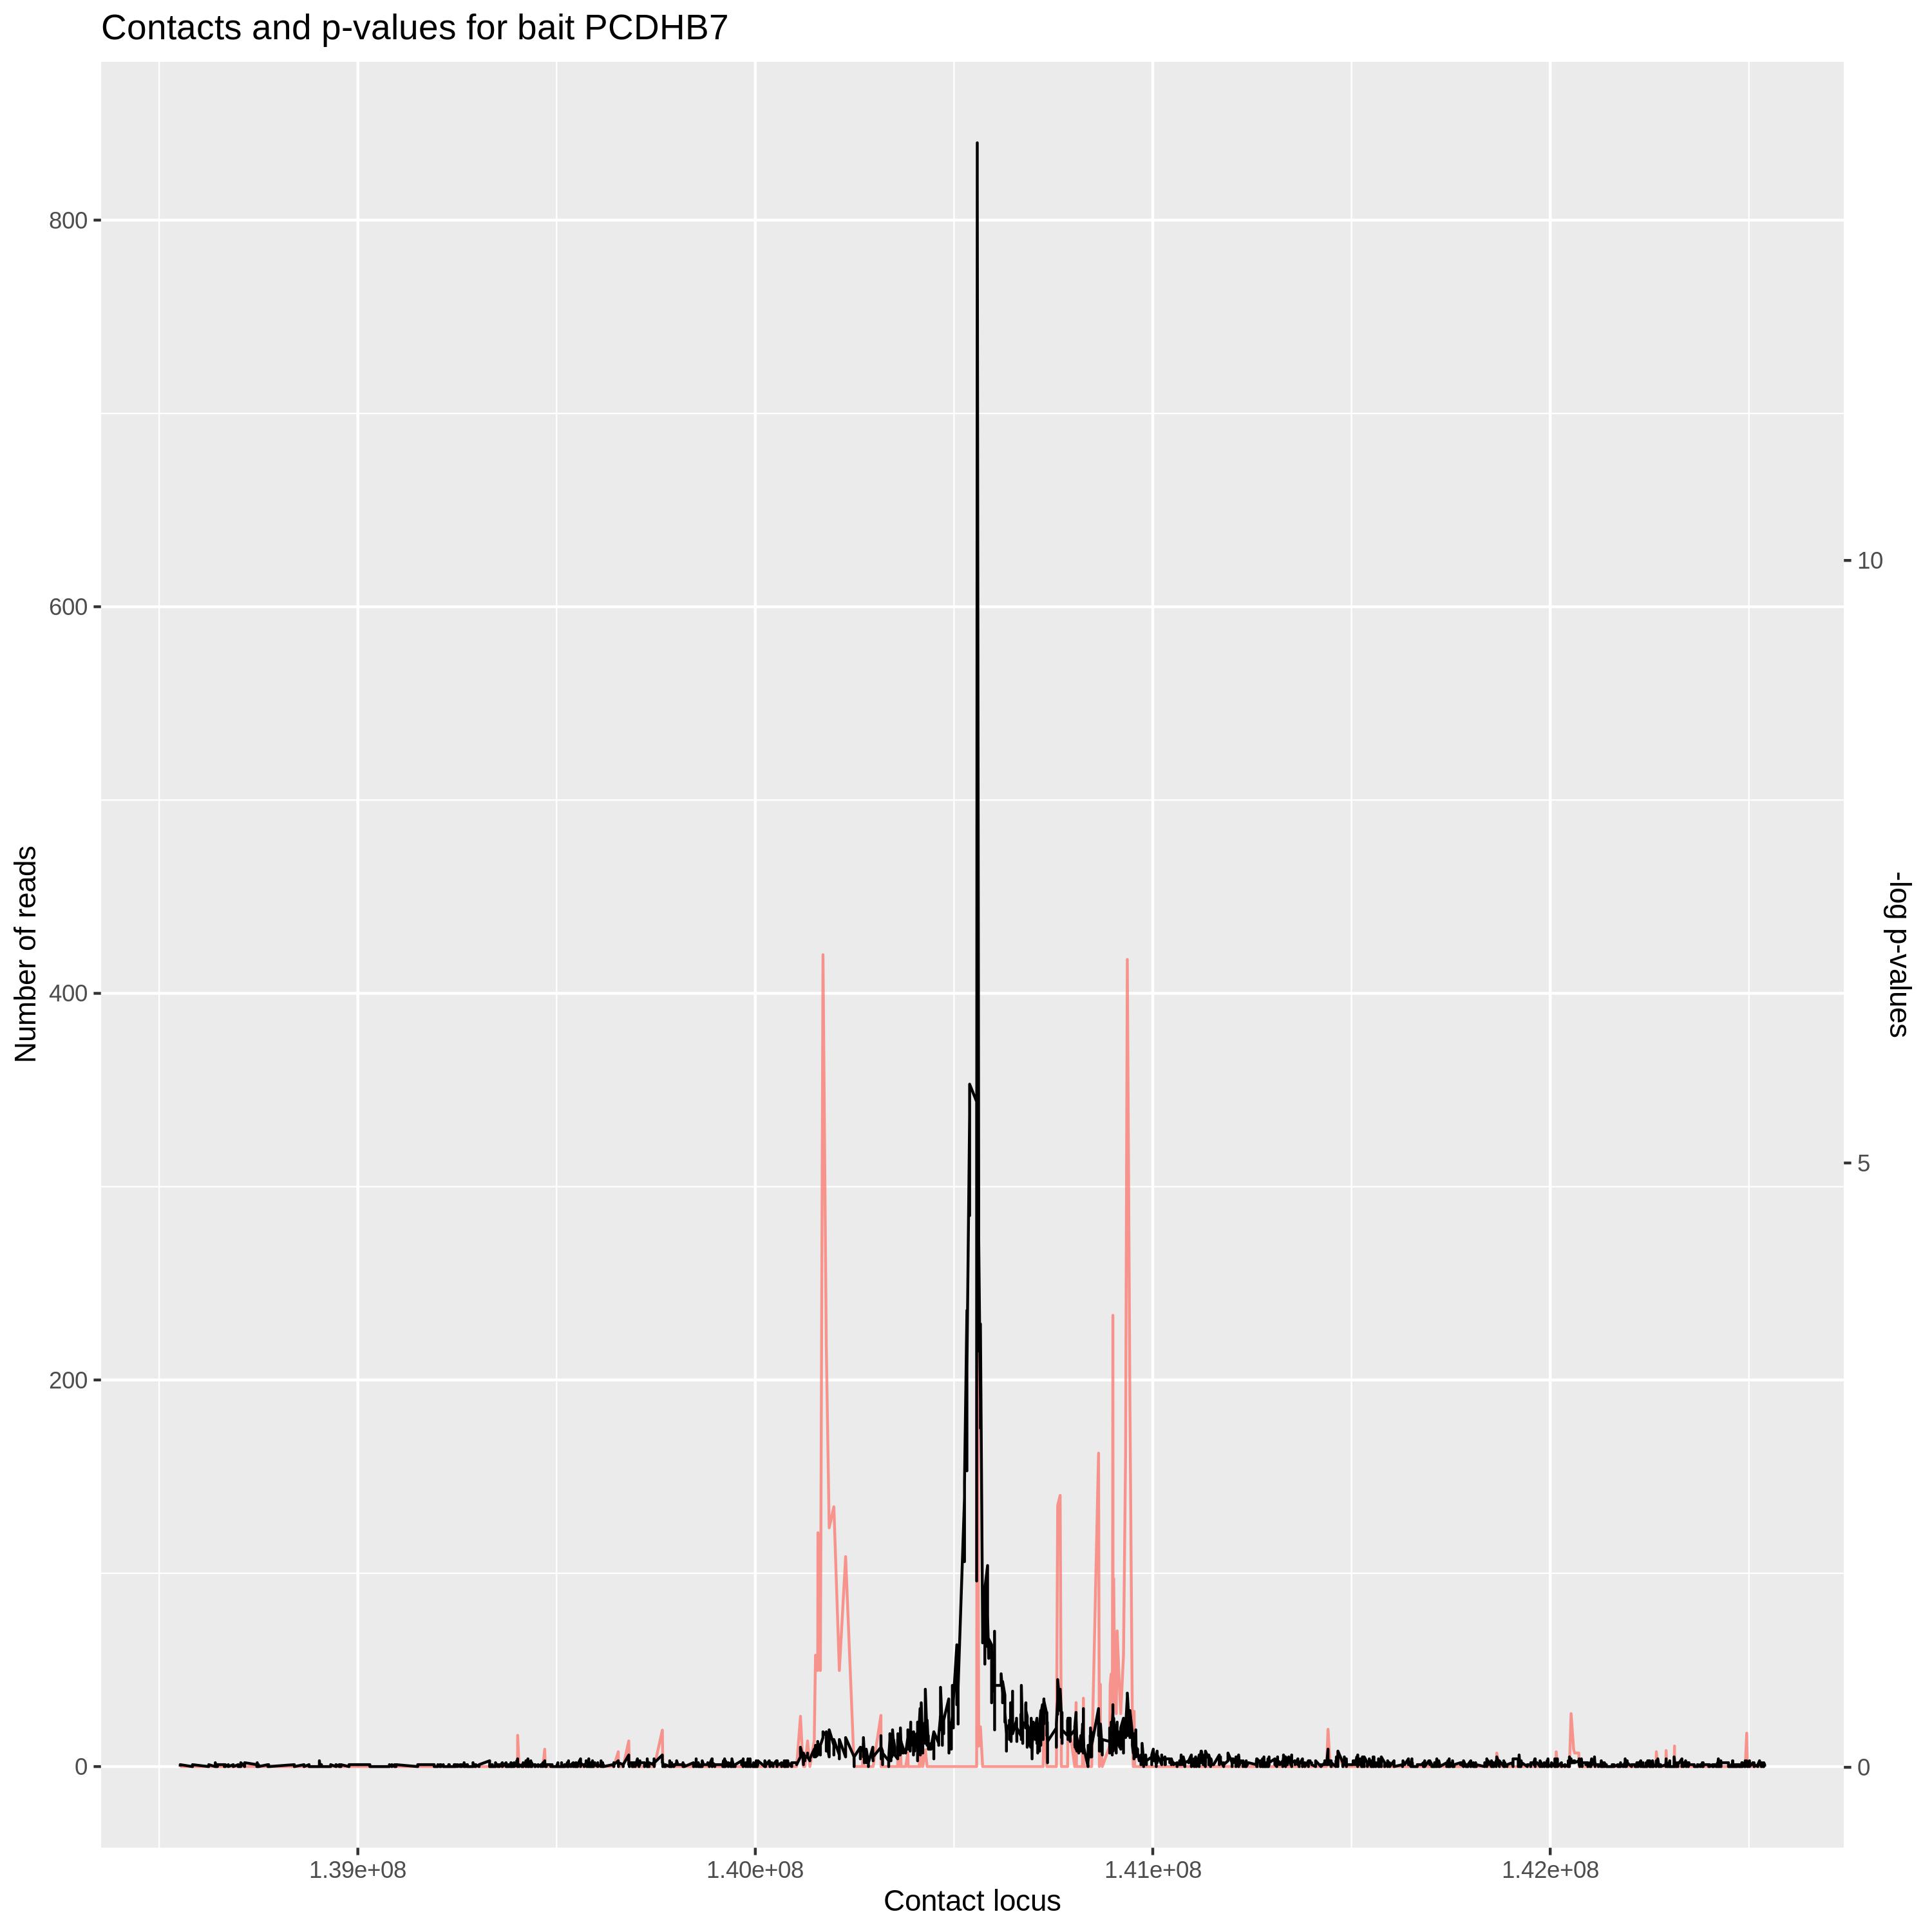 Contacts and p-values for bait PCDHB7
800
600
400
200
0
Number of reads
10
5
0
-log p-values
1.39e+08
1.40e+08
1.41e+08
1.42e+08
Contact locus